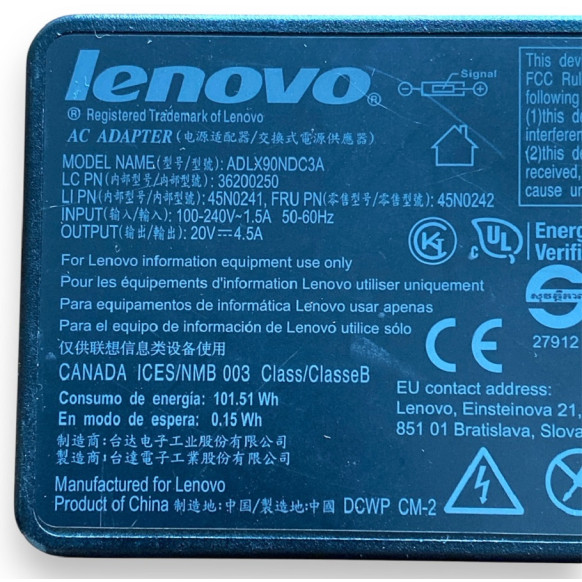 lenovo®
Signal
® Registered Trademark of Lenovo
AC ADAPTER (电源适配器/交換式電源供應器)
MODEL NAME(型号/型號): ADLX90NDC3A
LC PN(内部型号/內部型號): 36200250
LI PN(内部型号/內部型號): 45N0241, FRU PN(零售型号/零售型號): 45N0242
INPUT(输入/輸入): 100-240V~1.5A 50-60Hz
OUTPUT(输出/輸出): 20V⎓4.5A
For Lenovo information equipment use only
Pour les équipements d'information Lenovo utiliser uniquement
Para equipamentos de informática Lenovo usar apenas
Para el equipo de información de Lenovo utilice sólo
仅供联想信息类设备使用
CANADA ICES/NMB 003 Class/ClasseB
Consumo de energía: 101.51 Wh
En modo de espera: 0.15 Wh
制造商:台达电子工业股份有限公司
製造商:台達電子工業股份有限公司
Manufactured for Lenovo
Product of China 制造地:中国/製造地:中國 DCWP CM-2
This dev
FCC Rul
following
(1)this de
interferen
(2)this de
received,
cause un
c UL
Energ
Verifi
27912
CE
EU contact address:
Lenovo, Einsteinova 21,
851 01 Bratislava, Slova